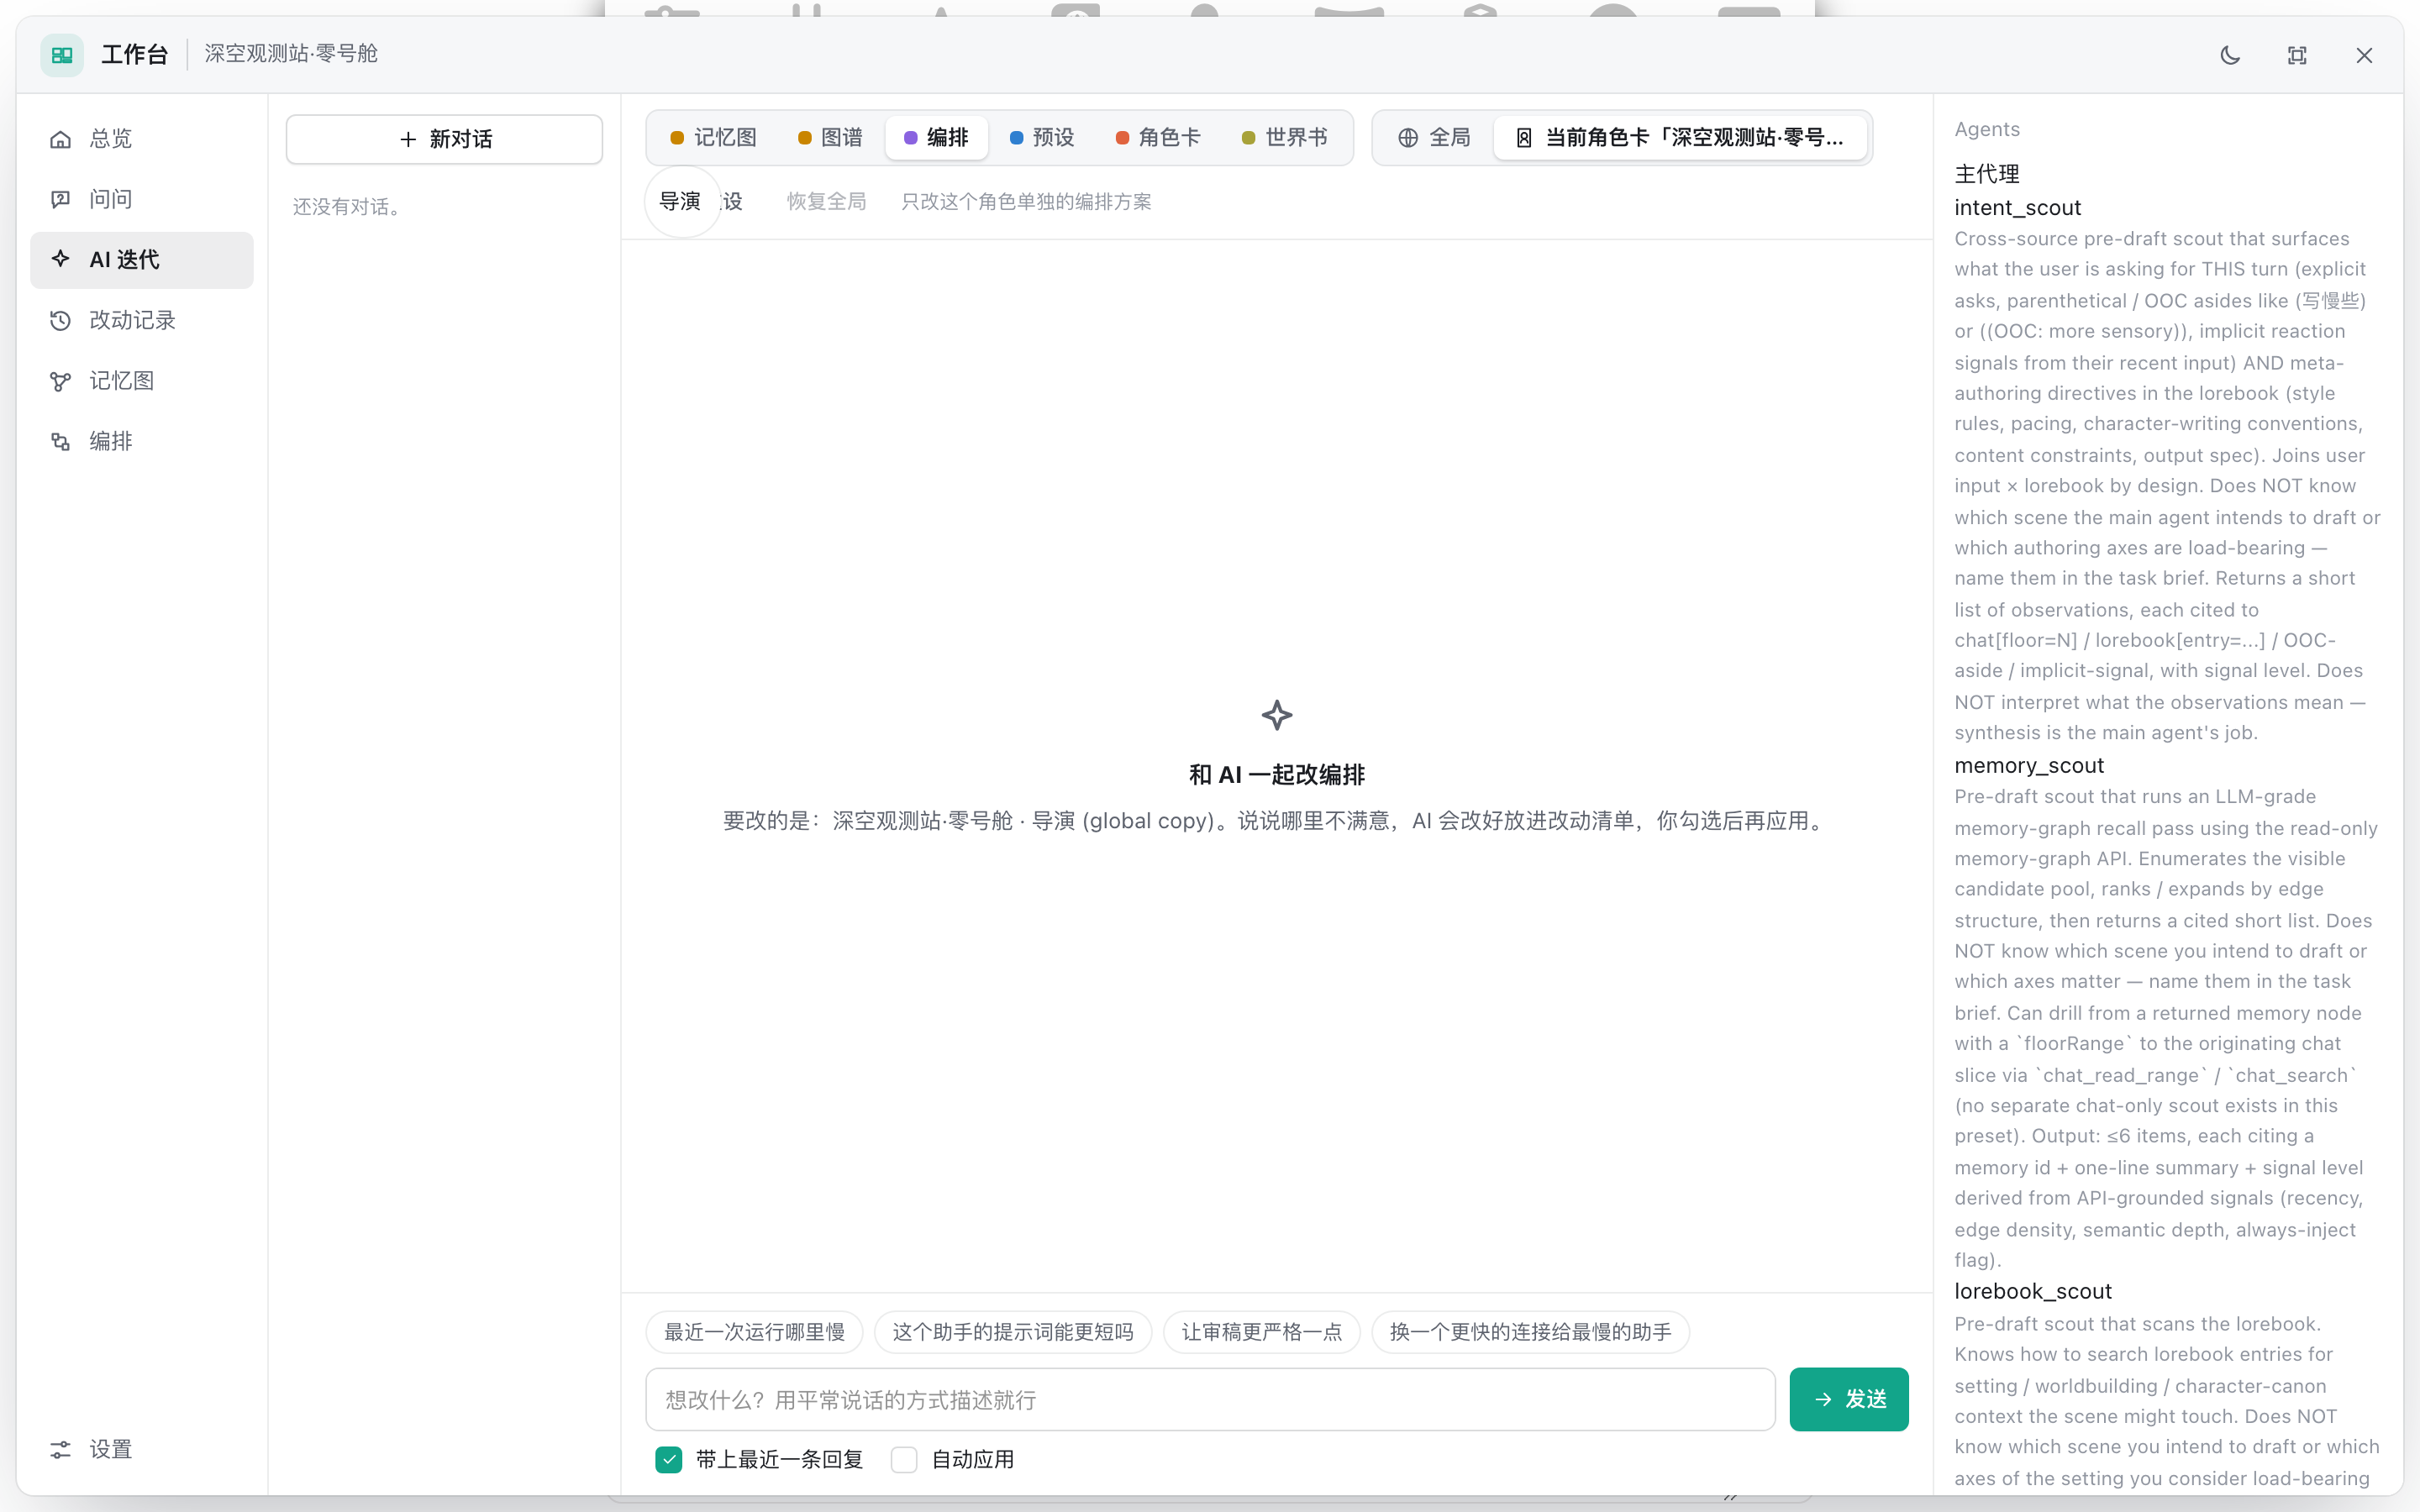 工作台
深空观测站·零号舱
总览
问问
AI 迭代
改动记录
记忆图
编排
设置
新对话
还没有对话。
记忆图
图谱
编排
预设
角色卡
世界书
全局
当前角色卡「深空观测站·零号...
导演
设
恢复全局
只改这个角色单独的编排方案
和 AI 一起改编排
要改的是：深空观测站·零号舱 · 导演 (global copy)。说说哪里不满意，AI 会改好放进改动清单，你勾选后再应用。
最近一次运行哪里慢
这个助手的提示词能更短吗
让审稿更严格一点
换一个更快的连接给最慢的助手
想改什么？用平常说话的方式描述就行
发送
带上最近一条回复
自动应用
Agents
主代理
intent_scout
Cross-source pre-draft scout that surfaces
what the user is asking for THIS turn (explicit
asks, parenthetical / OOC asides like (写慢些)
or ((OOC: more sensory)), implicit reaction
signals from their recent input) AND meta-
authoring directives in the lorebook (style
rules, pacing, character-writing conventions,
content constraints, output spec). Joins user
input × lorebook by design. Does NOT know
which scene the main agent intends to draft or
which authoring axes are load-bearing —
name them in the task brief. Returns a short
list of observations, each cited to
chat[floor=N] / lorebook[entry=...] / OOC-
aside / implicit-signal, with signal level. Does
NOT interpret what the observations mean —
synthesis is the main agent's job.
memory_scout
Pre-draft scout that runs an LLM-grade
memory-graph recall pass using the read-only
memory-graph API. Enumerates the visible
candidate pool, ranks / expands by edge
structure, then returns a cited short list. Does
NOT know which scene you intend to draft or
which axes matter — name them in the task
brief. Can drill from a returned memory node
with a `floorRange` to the originating chat
slice via `chat_read_range` / `chat_search`
(no separate chat-only scout exists in this
preset). Output: ≤6 items, each citing a
memory id + one-line summary + signal level
derived from API-grounded signals (recency,
edge density, semantic depth, always-inject
flag).
lorebook_scout
Pre-draft scout that scans the lorebook.
Knows how to search lorebook entries for
setting / worldbuilding / character-canon
context the scene might touch. Does NOT
know which scene you intend to draft or which
axes of the setting you consider load-bearing